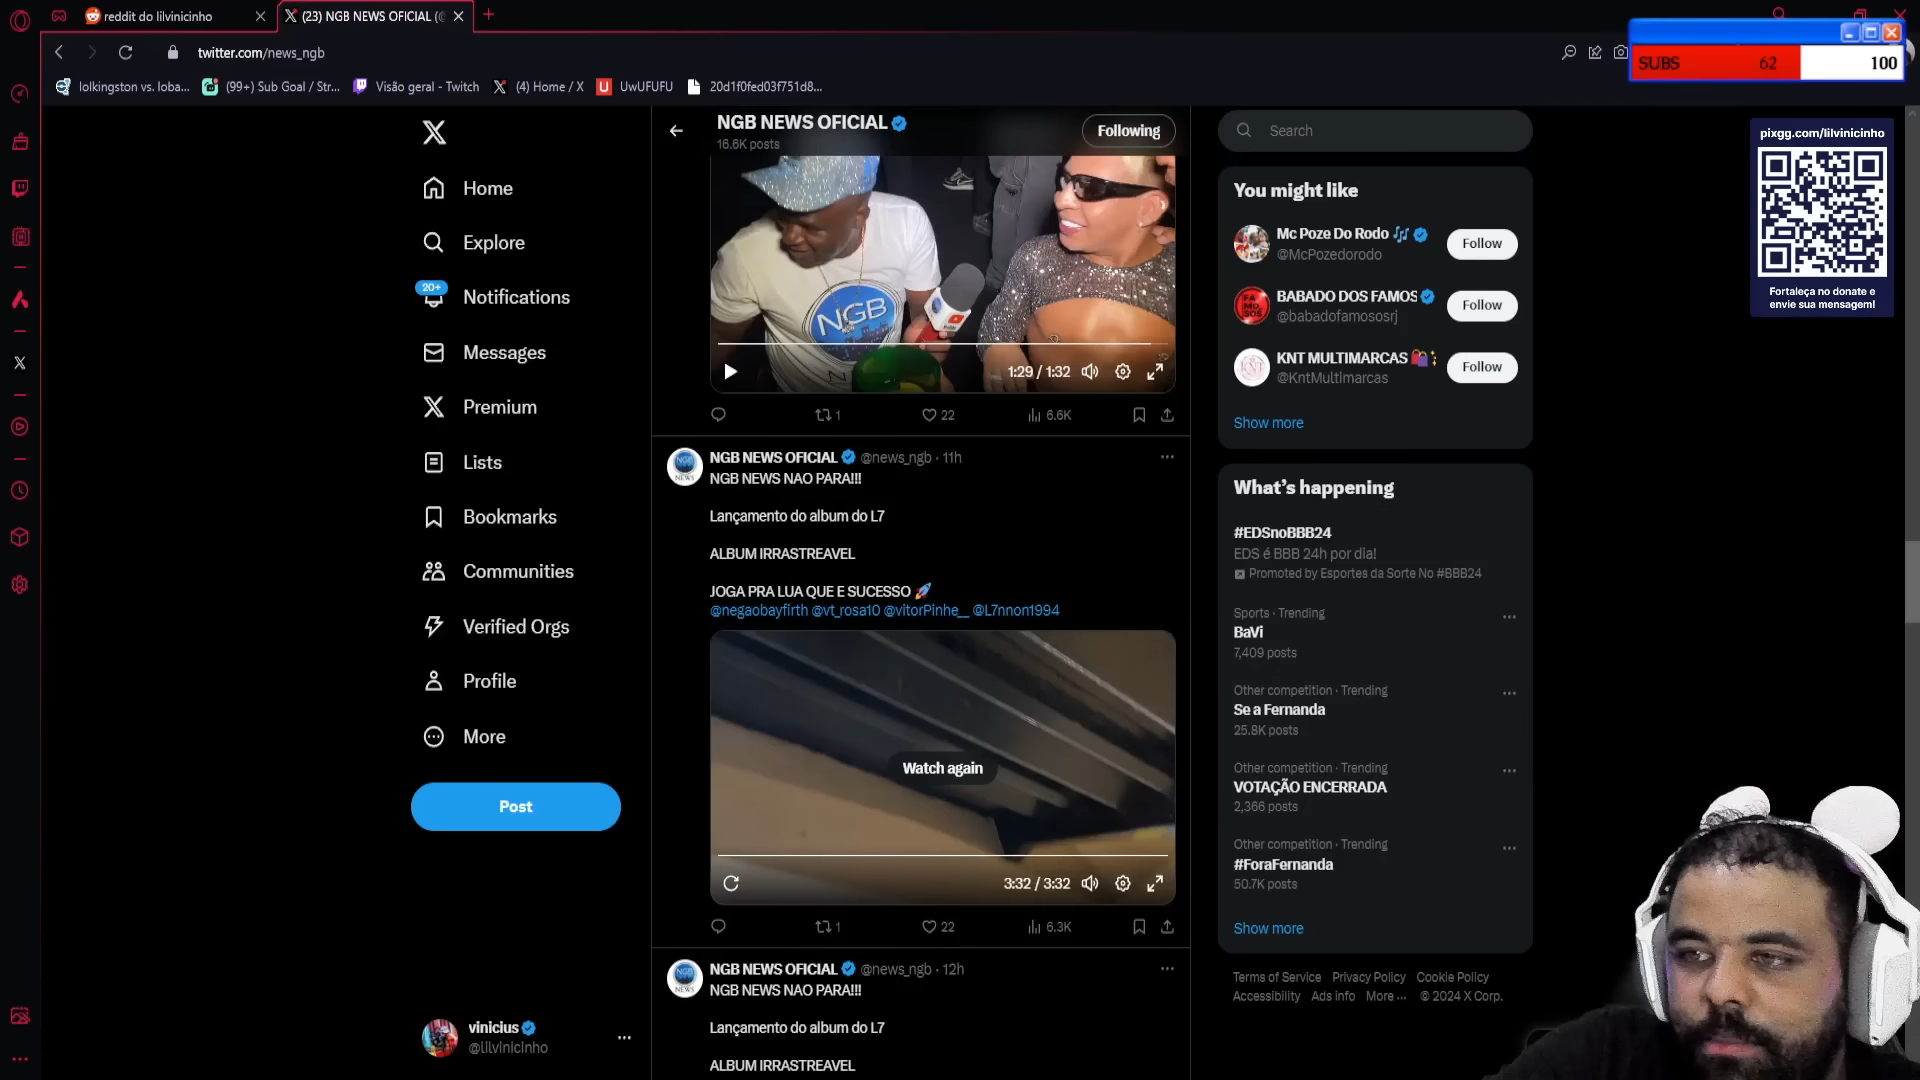 reddit do lilvinicinho
(23) NGB NEWS OFICIAL (@
twitter.com/news_ngb
lolkingston vs. loba...
(99+) Sub Goal / Str...
Visão geral - Twitch
(4) Home / X
UwUFUFU
20d1f0fed03f751d8...
SUBS 62 100
pixgg.com/lilvinicinho
Fortaleça no donate e
envie sua mensagem!
Home
Explore
20+
Notifications
Messages
Premium
Lists
Bookmarks
Communities
Verified Orgs
Profile
More
Post
vinicius
@lilvinicinho
NGB NEWS OFICIAL
16.6K posts
Following
NGB
1:29 / 1:32
1 22 6.6K
NGB NEWS OFICIAL @news_ngb · 11h
NGB NEWS NAO PARA!!!
Lançamento do album do L7
ALBUM IRRASTREAVEL
JOGA PRA LUA QUE E SUCESSO 🚀
@negaobayfirth @vt_rosa10 @vitorPinhe__ @L7nnon1994
Watch again
3:32 / 3:32
1 22 6.3K
NGB NEWS OFICIAL @news_ngb · 12h
NGB NEWS NAO PARA!!!
Lançamento do album do L7
ALBUM IRRASTREAVEL
Search
You might like
Mc Poze Do Rodo 🎶
@McPozedorodo
Follow
BABADO DOS FAMOS
@babadofamososrj
Follow
KNT MULTIMARCAS 🛍️✨
@KntMultimarcas
Follow
Show more
What's happening
#EDSnoBBB24
EDS é BBB 24h por dia!
Promoted by Esportes da Sorte No #BBB24
Sports · Trending
BaVi
7,409 posts
Other competition · Trending
Se a Fernanda
25.8K posts
Other competition · Trending
VOTAÇÃO ENCERRADA
2,366 posts
Other competition · Trending
#ForaFernanda
50.7K posts
Show more
Terms of Service Privacy Policy Cookie Policy
Accessibility Ads info More ··· © 2024 X Corp.